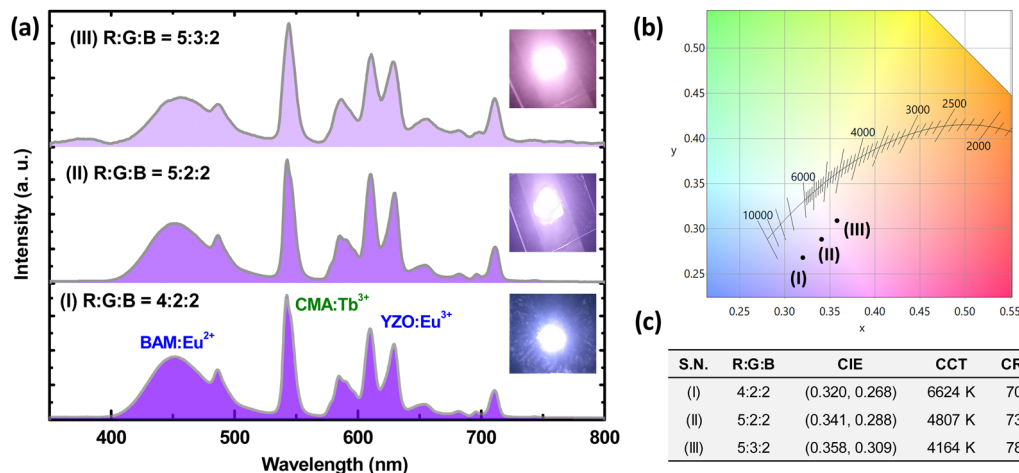 (a)
(III) R:G:B = 5:3:2
(II) R:G:B = 5:2:2
(I) R:G:B = 4:2:2
CMA:Tb3+
BAM:Eu2+
YZO:Eu3+
Intensity (a. u.)
400 500 600 700 800
Wavelength (nm)
(b)
0.50
0.45
0.40
0.35
0.30
0.25
y
10000
6000
4000
3000
2500
2000
(I)
(II)
(III)
0.25 0.30 0.35 0.40 0.45 0.50 0.55
x
(c)
S.N. R:G:B CIE CCT CR
(I) 4:2:2 (0.320, 0.268) 6624 K 70
(II) 5:2:2 (0.341, 0.288) 4807 K 73
(III) 5:3:2 (0.358, 0.309) 4164 K 78